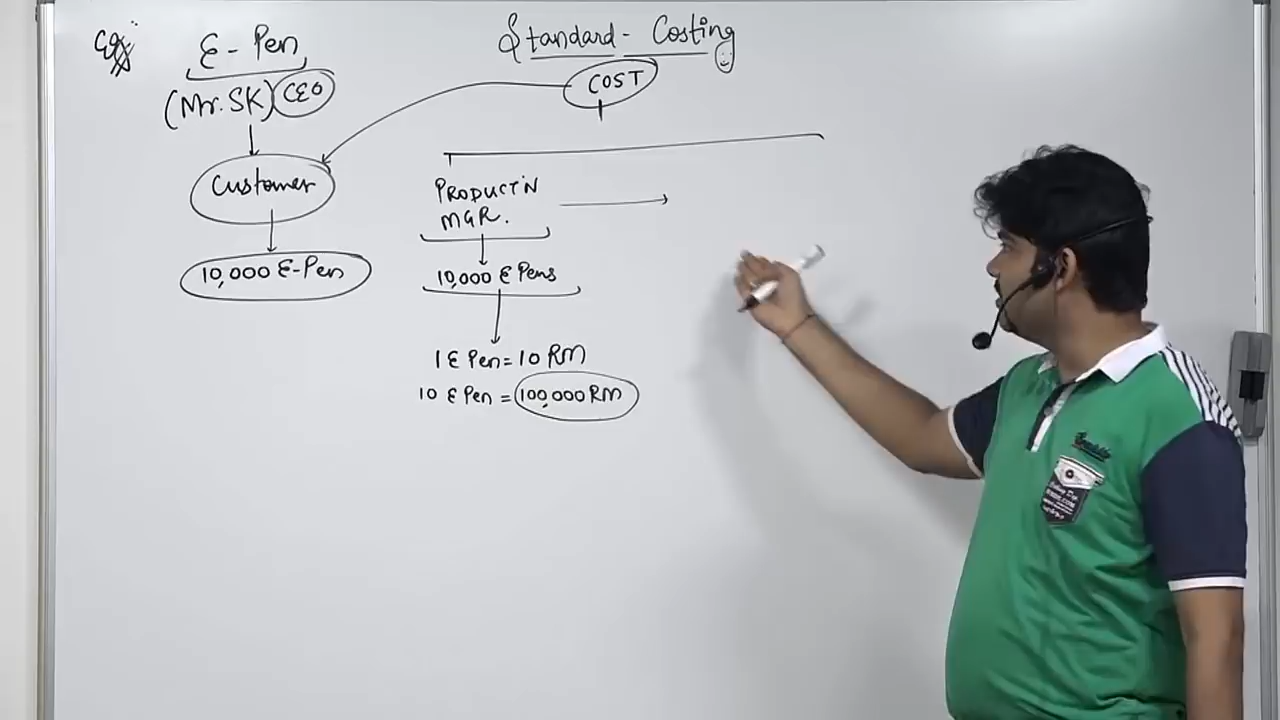 eg:
E-Pen
(Mr. SK) CEO
Customer
10,000 E-Pen
Standard-Costing
COST
PRODUCT'N
MGR.
10,000 E Pens
1 E Pen = 10 RM
10 E Pen = 100,000 RM